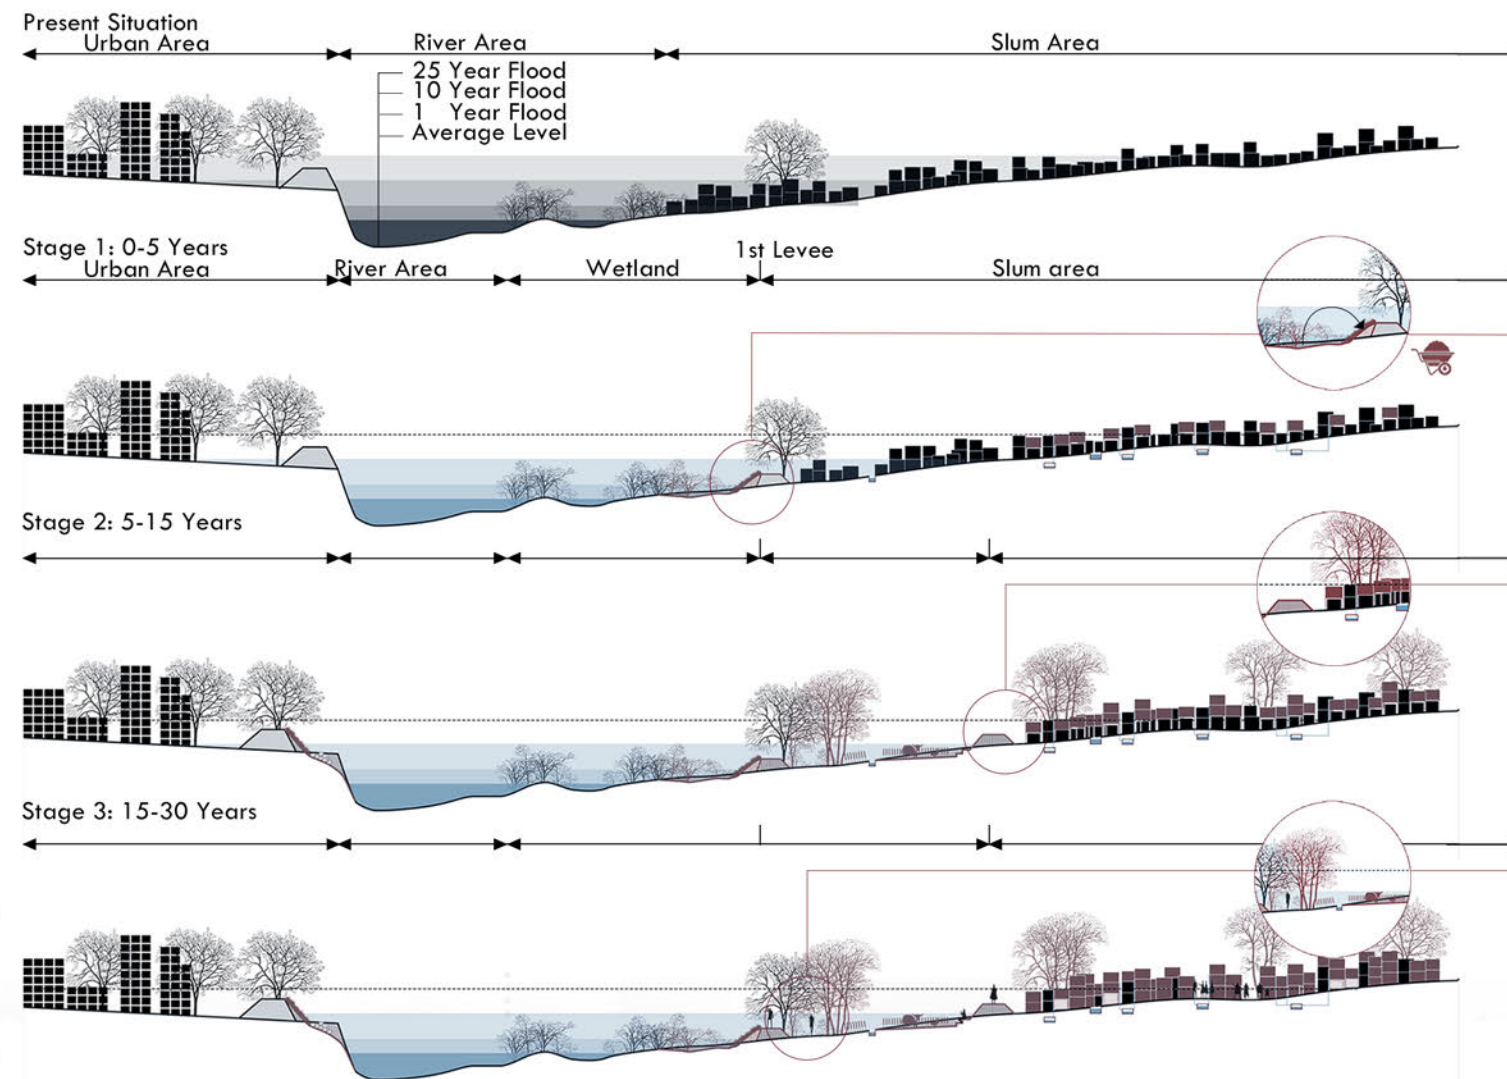 Present Situation
Urban Area
River Area
Slum Area
25 Year Flood
10 Year Flood
1 Year Flood
Average Level
Stage 1: 0-5 Years
1st Levee
Urban Area
River Area
Wetland
Slum area
Stage 2: 5-15 Years
Stage 3: 15-30 Years